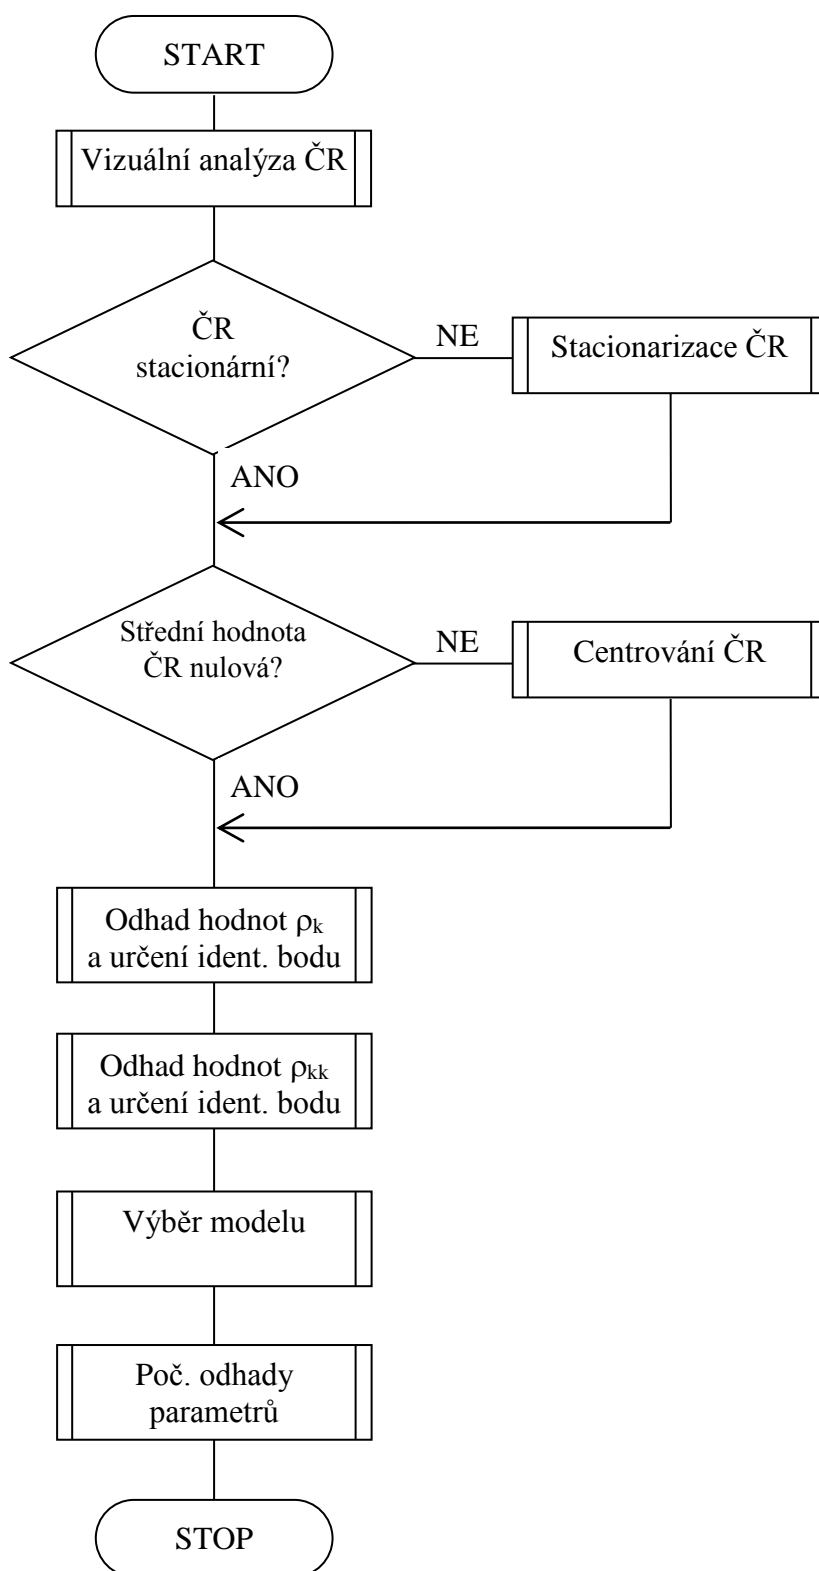 START
Vizuální analýza ČR
ČR
stacionární?
NE
Stacionarizace ČR
ANO
Střední hodnota
ČR nulová?
NE
Centrování ČR
ANO
Odhad hodnot ρk
a určení ident. bodu
Odhad hodnot ρkk
a určení ident. bodu
Výběr modelu
Poč. odhady
parametrů
STOP